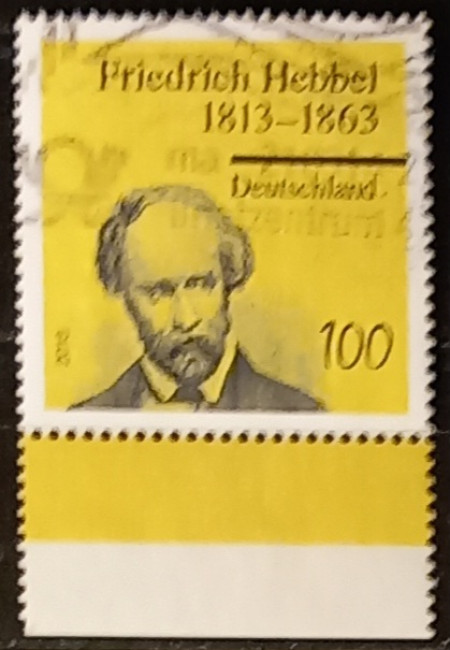 Friedrich Hebbel
1813–1863
Deutschland
100